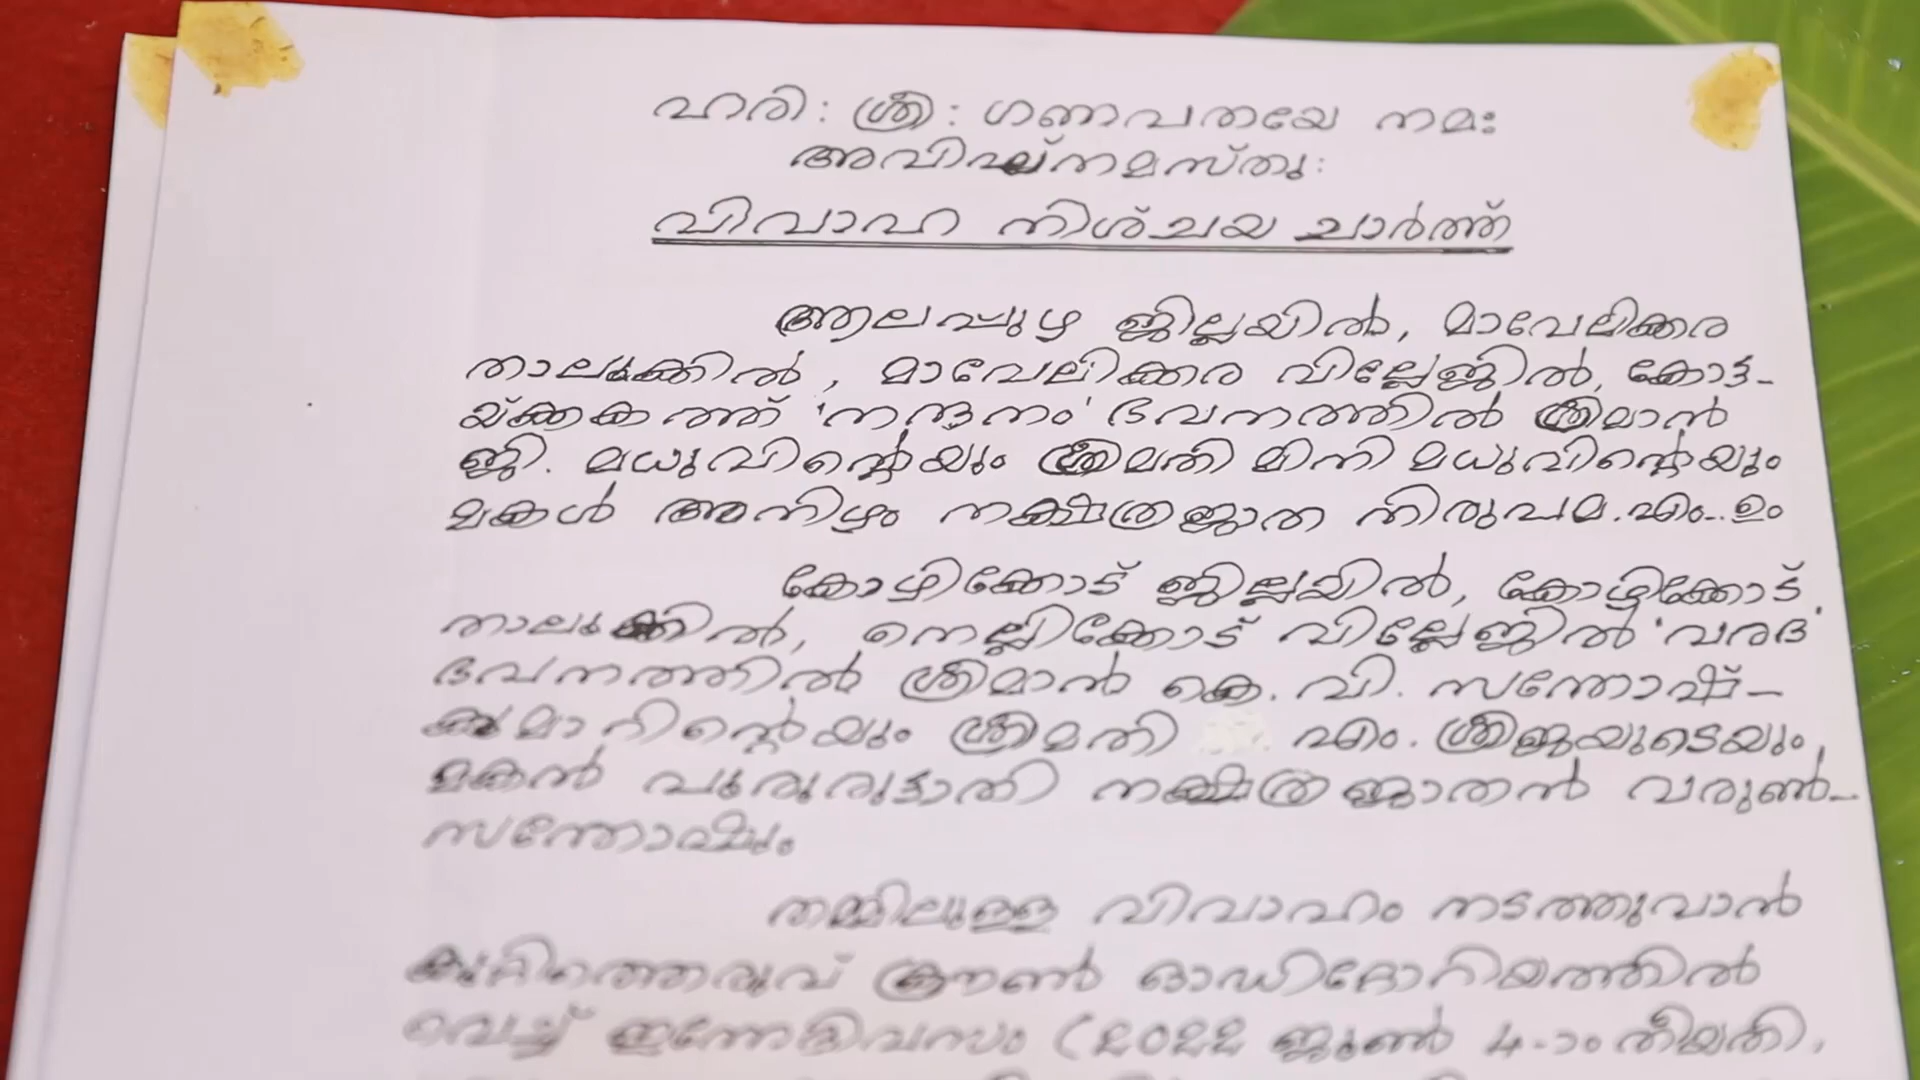 ഹരി : ശ്രീ : ഗണപതയേ നമഃ
അവിഘ്നമസ്തു :
വിവാഹ നിശ്ചയ ചാർത്ത്
ആലപ്പുഴ ജില്ലയിൽ, മാവേലിക്കര
താലൂക്കിൽ, മാവേലിക്കര വില്ലേജിൽ, കോട്ട-
യ്ക്കകത്ത് 'നന്ദനം' ഭവനത്തിൽ ശ്രീമാൻ
ജി. മധുവിന്റെയും ശ്രീമതി മിനി മധുവിന്റെയും
മകൾ അനിഴം നക്ഷത്രജാത നിരുപമ.എം-ഉം
കോഴിക്കോട് ജില്ലയിൽ, കോഴിക്കോട്
താലൂക്കിൽ, നെല്ലിക്കോട് വില്ലേജിൽ 'വരദ'
ഭവനത്തിൽ ശ്രീമാൻ കെ. വി. സന്തോഷ്-
കുമാറിന്റെയും ശ്രീമതി എം. ശ്രീജയുടെയും,
മകൻ പൂരുരുട്ടാതി നക്ഷത്രജാതൻ വരുൺ-
സന്തോഷും
തമ്മിലുള്ള വിവാഹം നടത്തുവാൻ
ക്രൗൺ ഓഡിറ്റോറിയത്തിൽ
വെച്ച് ഇന്നേദിവസം (2022 ജൂൺ 4-ാം തീയതി,